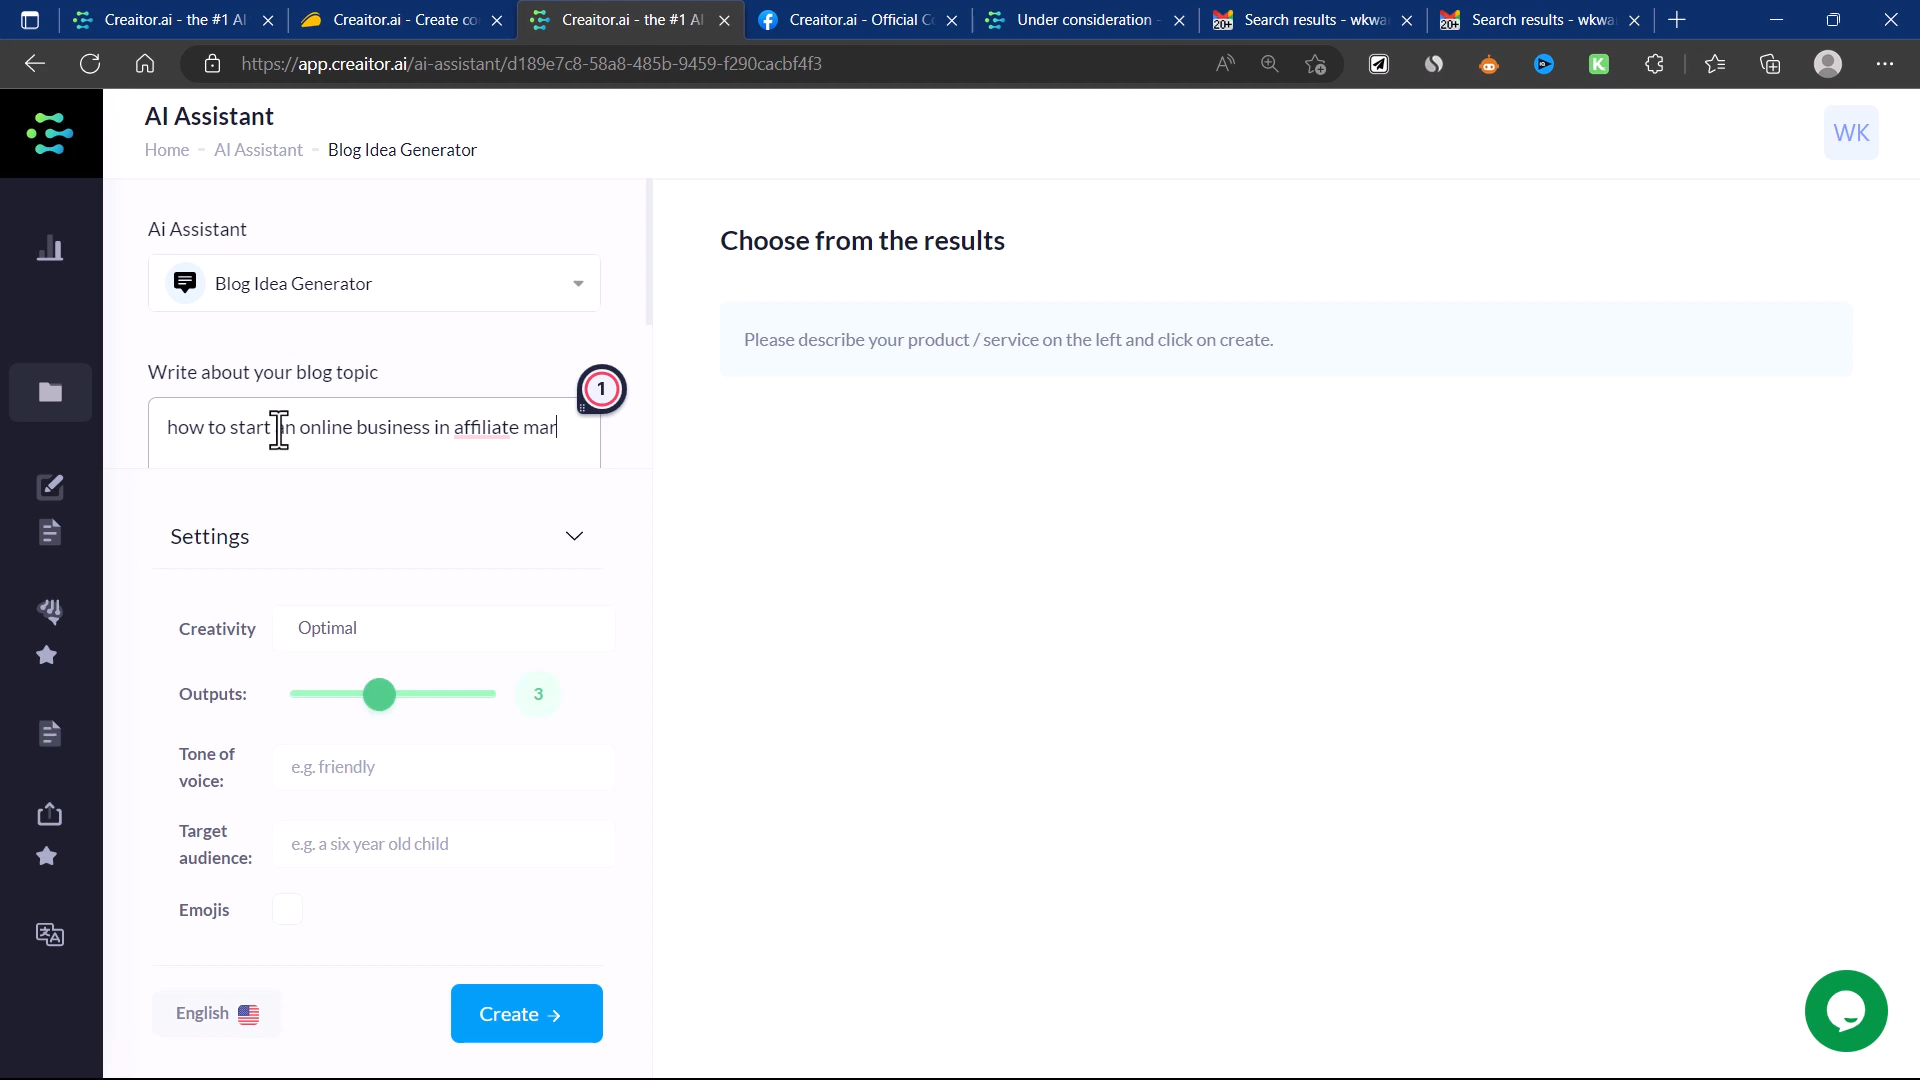 Creaitor.ai - the #1 AI
Creaitor.ai - Create co
Creaitor.ai - the #1 AI
Creaitor.ai - Official C
Under consideration -
20+
Search results - wkwa
20+
Search results - wkwa
https://app.creaitor.ai/ai-assistant/d189e7c8-58a8-485b-9459-f290cacbf4f3
AI Assistant
Home - AI Assistant - Blog Idea Generator
WK
Ai Assistant
Blog Idea Generator
Write about your blog topic
1
how to start an online business in affiliate mar
Settings
Creativity
Optimal
Outputs:
3
Tone of
voice:
e.g. friendly
Target
audience:
e.g. a six year old child
Emojis
English
Create →
Choose from the results
Please describe your product / service on the left and click on create.